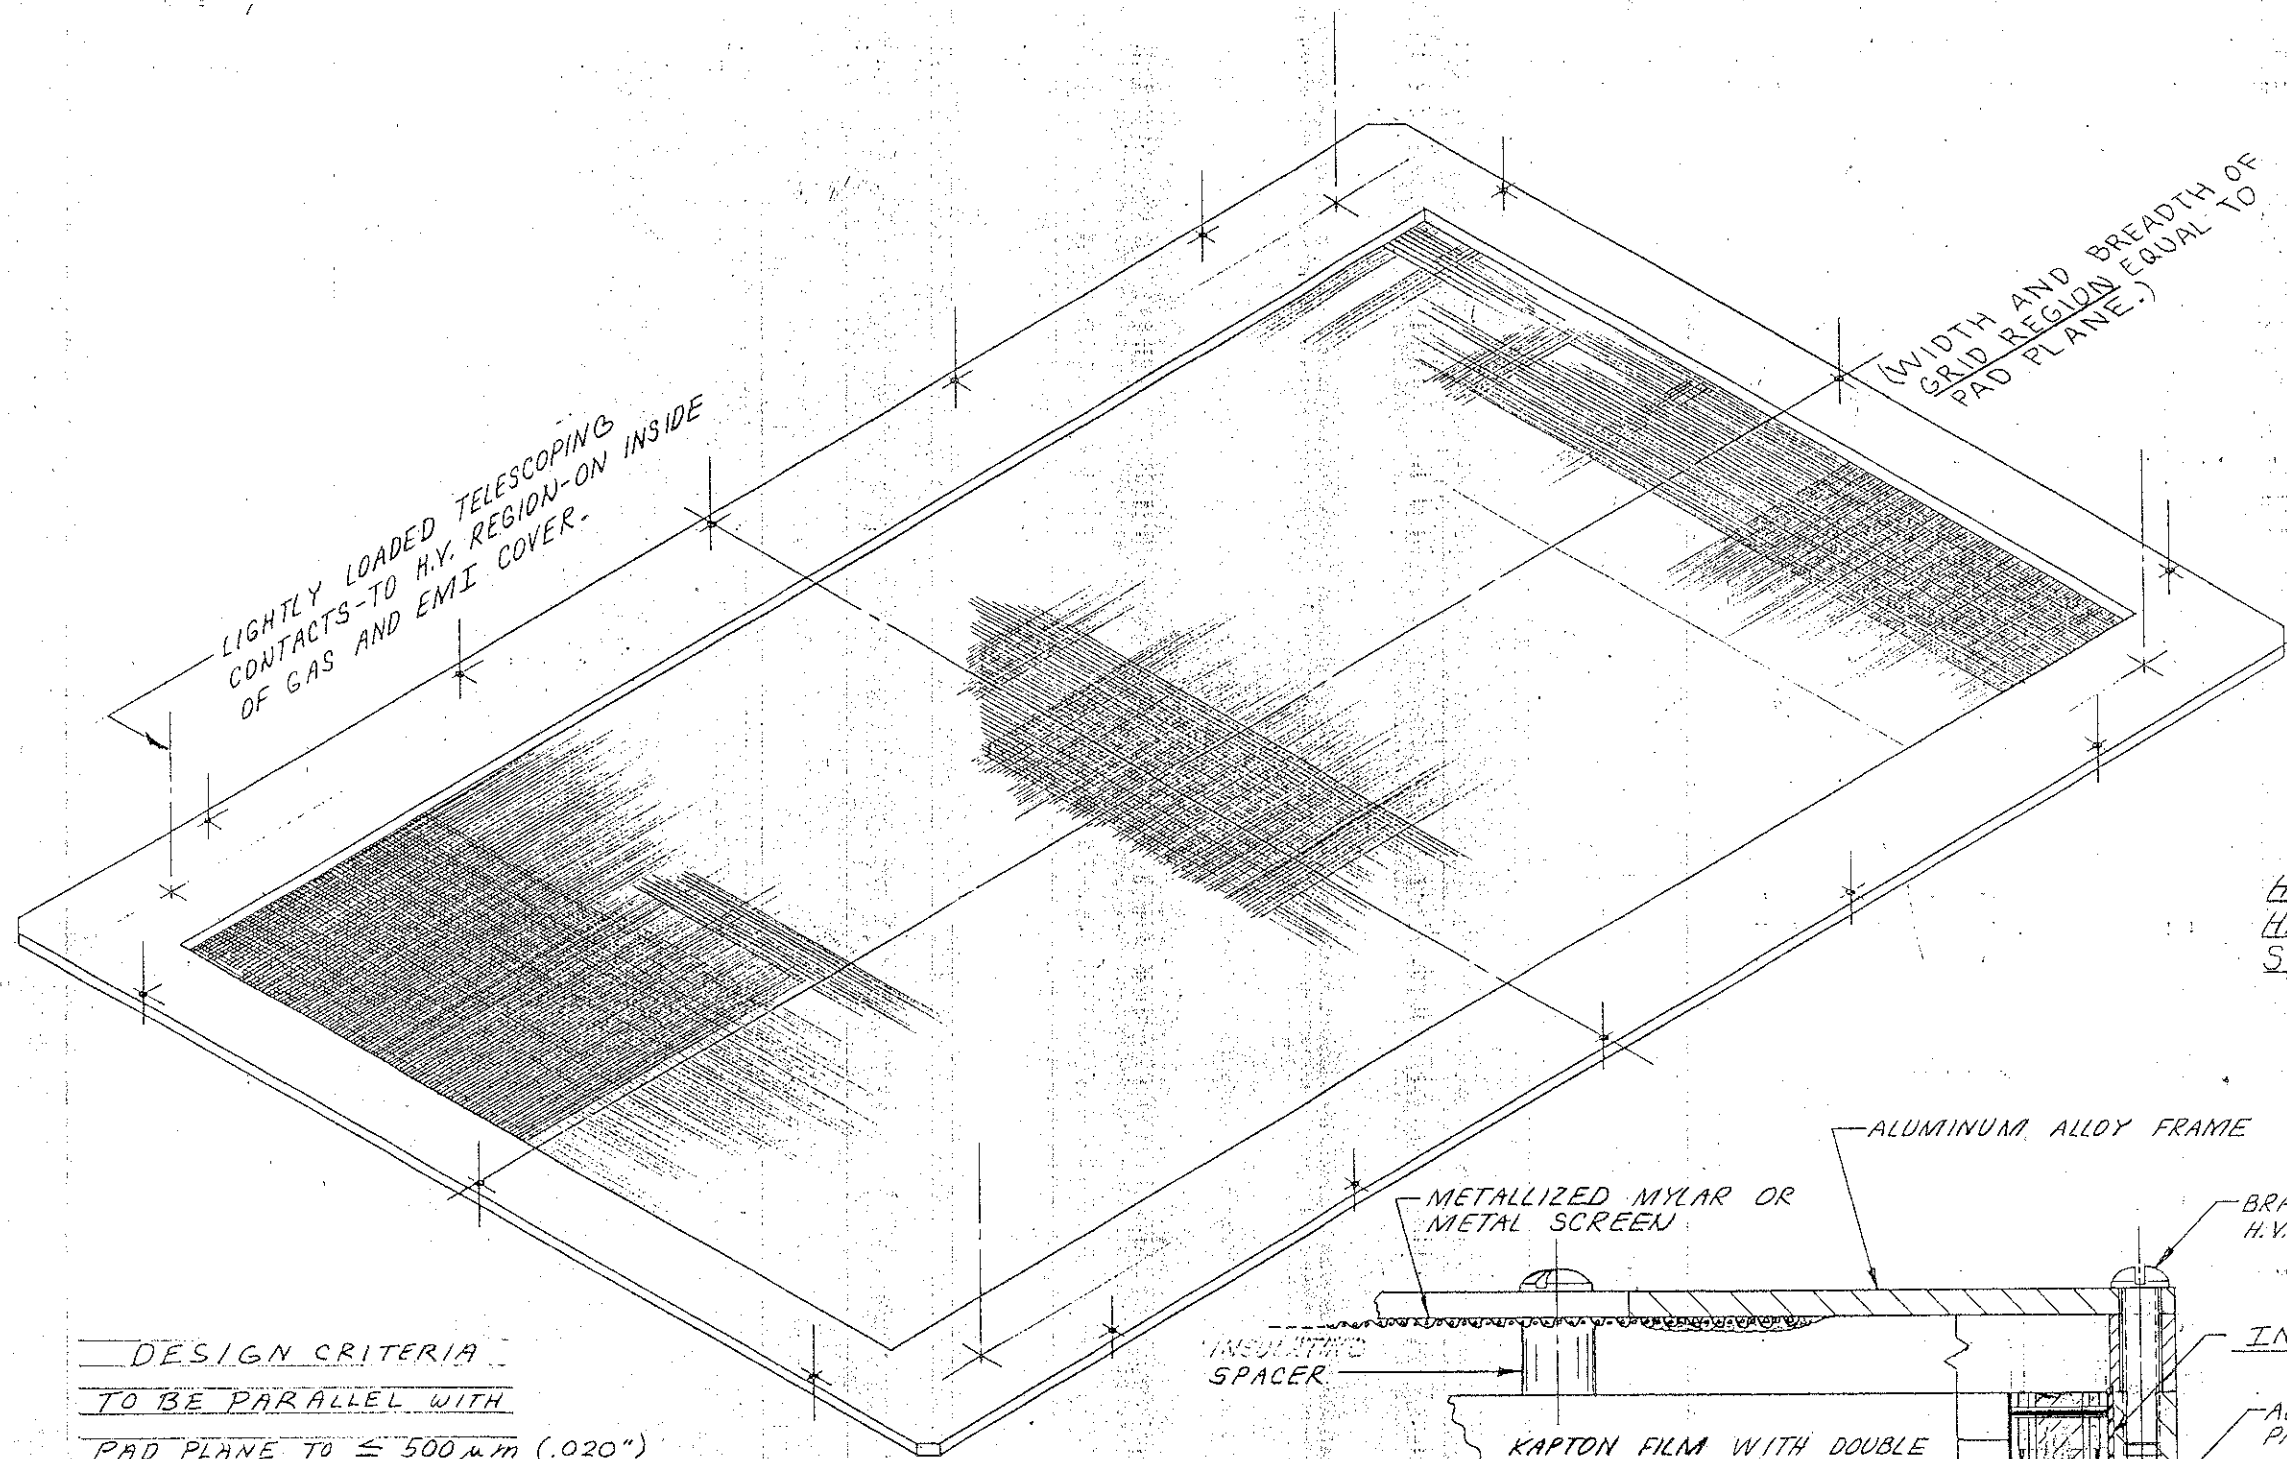 (WIDTH AND BREADTH OF
GRID REGION EQUAL TO
PAD PLANE.)
LIGHTLY LOADED TELESCOPING
CONTACTS-TO H.V. REGION-ON INSIDE
OF GAS AND EMI COVER.
ALUMINUM ALLOY FRAME
METALLIZED MYLAR OR
METAL SCREEN
H.V.
INSULATING
SPACER
DESIGN CRITERIA
TO BE PARALLEL WITH
PAD PLANE TO ≤ 500 μm (.020")
KAPTON FILM WITH DOUBLE